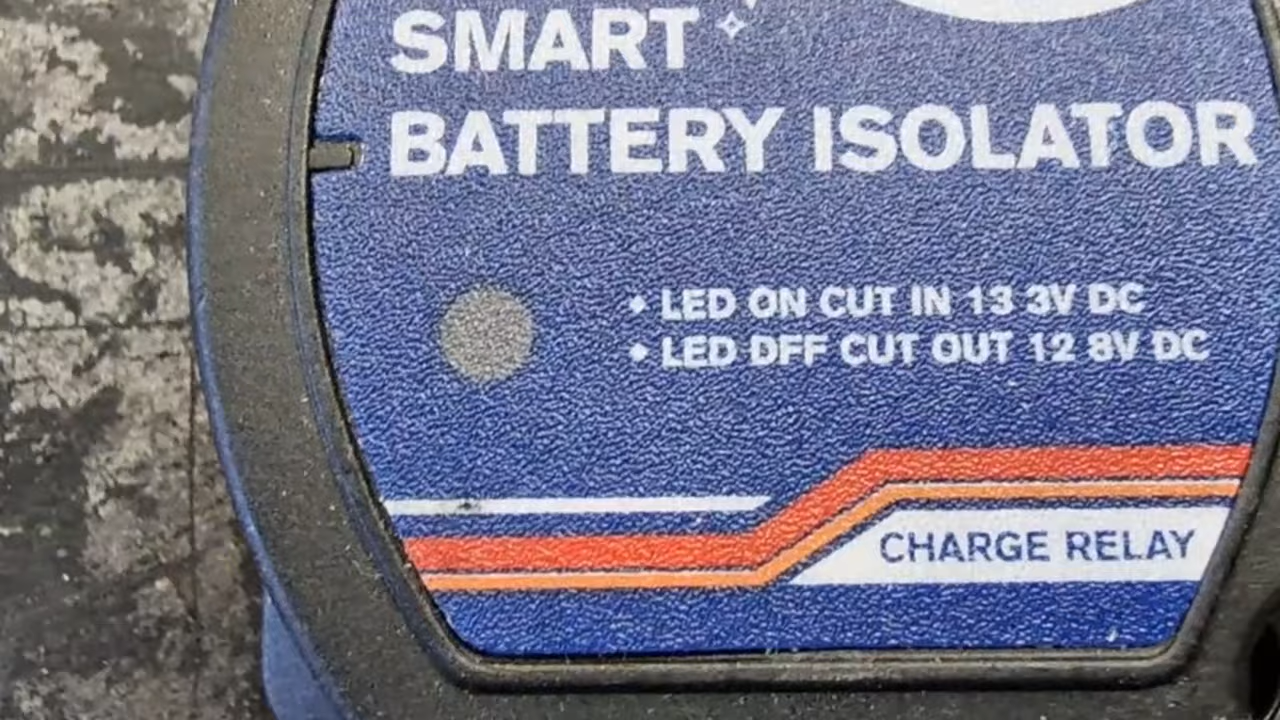 SMART
BATTERY ISOLATOR
• LED ON CUT IN 13 3V DC
• LED DFF CUT OUT 12 8V DC
CHARGE RELAY